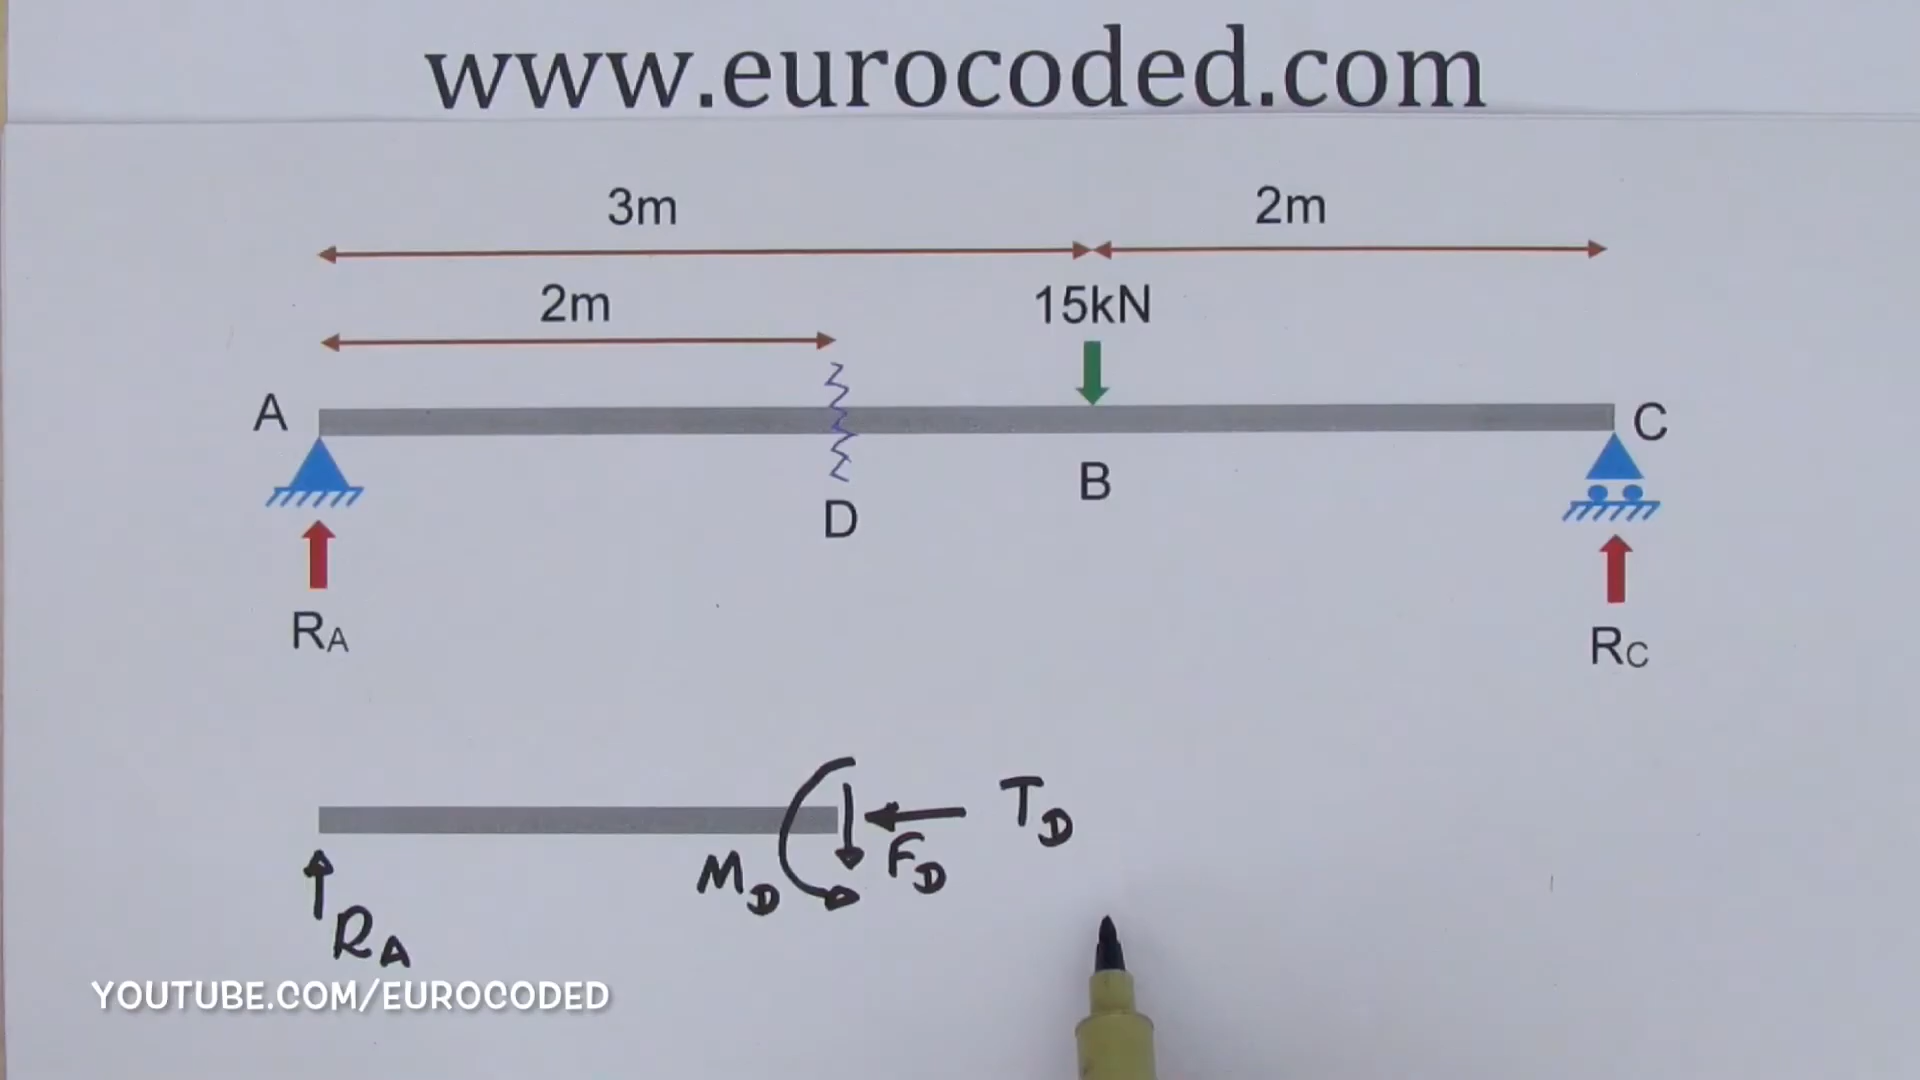 www.eurocoded.com
3m 2m
2m 15kN
A C
D B
RA RC
TD
MD FD
RA
YOUTUBE.COM/EUROCODED